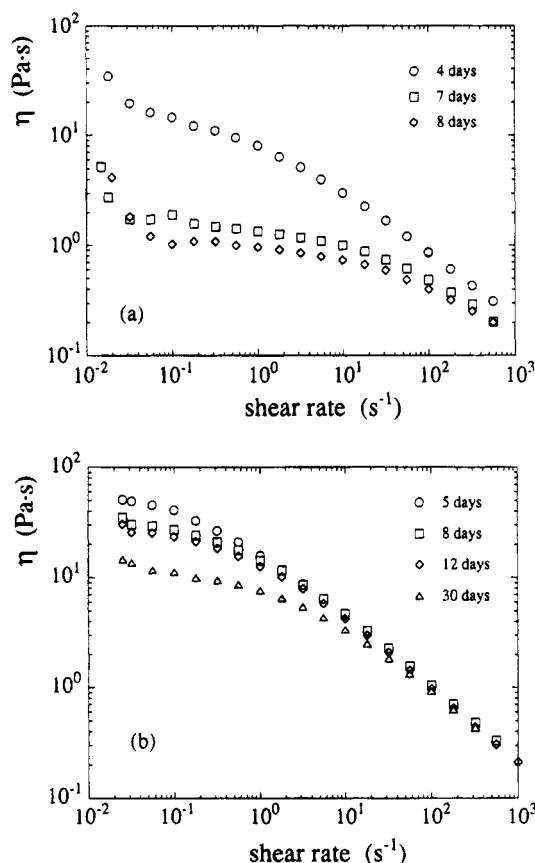 η (Pa·s)
10²
10¹
10⁰
10⁻¹
4 days
7 days
8 days
(a)
10⁻² 10⁻¹ 10⁰ 10¹ 10² 10³
shear rate (s⁻¹)
η (Pa·s)
10²
10¹
10⁰
10⁻¹
5 days
8 days
12 days
30 days
(b)
10⁻² 10⁻¹ 10⁰ 10¹ 10² 10³
shear rate (s⁻¹)